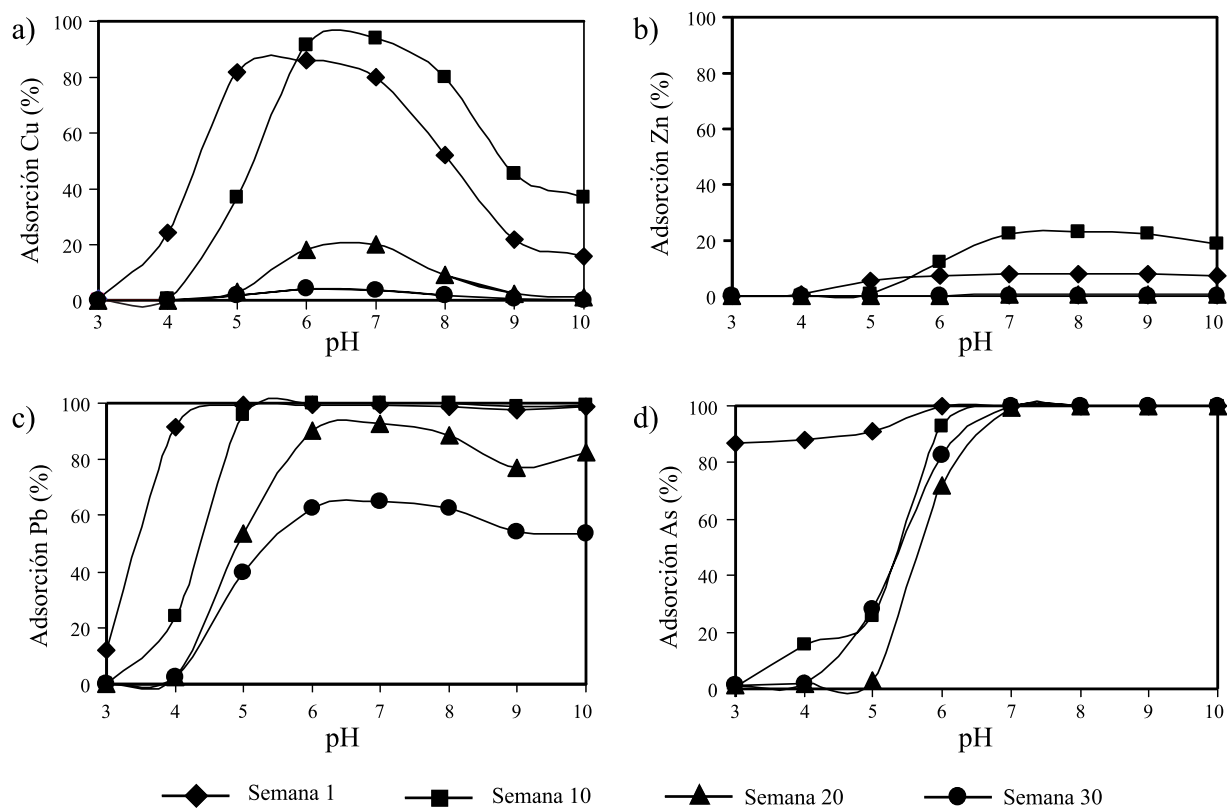 a)
Adsorción Cu (%)
100
80
60
40
20
0
3 4 5 6 7 8 9 10
pH
b)
Adsorción Zn (%)
100
80
60
40
20
0
3 4 5 6 7 8 9 10
pH
c)
Adsorción Pb (%)
100
80
60
40
20
0
3 4 5 6 7 8 9 10
pH
d)
Adsorción As (%)
100
80
60
40
20
0
3 4 5 6 7 8 9 10
pH
Semana 1 Semana 10 Semana 20 Semana 30